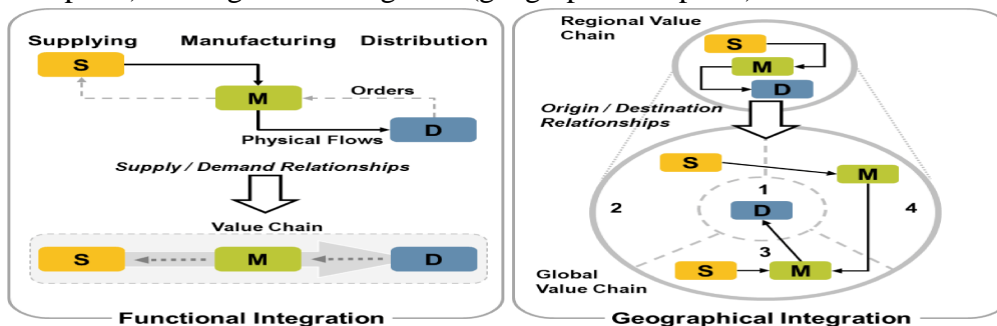 Supplying Manufacturing Distribution
S
M
Orders
D
Physical Flows
Supply / Demand Relationships
Value Chain
S M D
Functional Integration
Regional Value
Chain
S
M
D
Origin / Destination
Relationships
S
M
1
2
D
4
3
S
M
Global
Value Chain
Geographical Integration